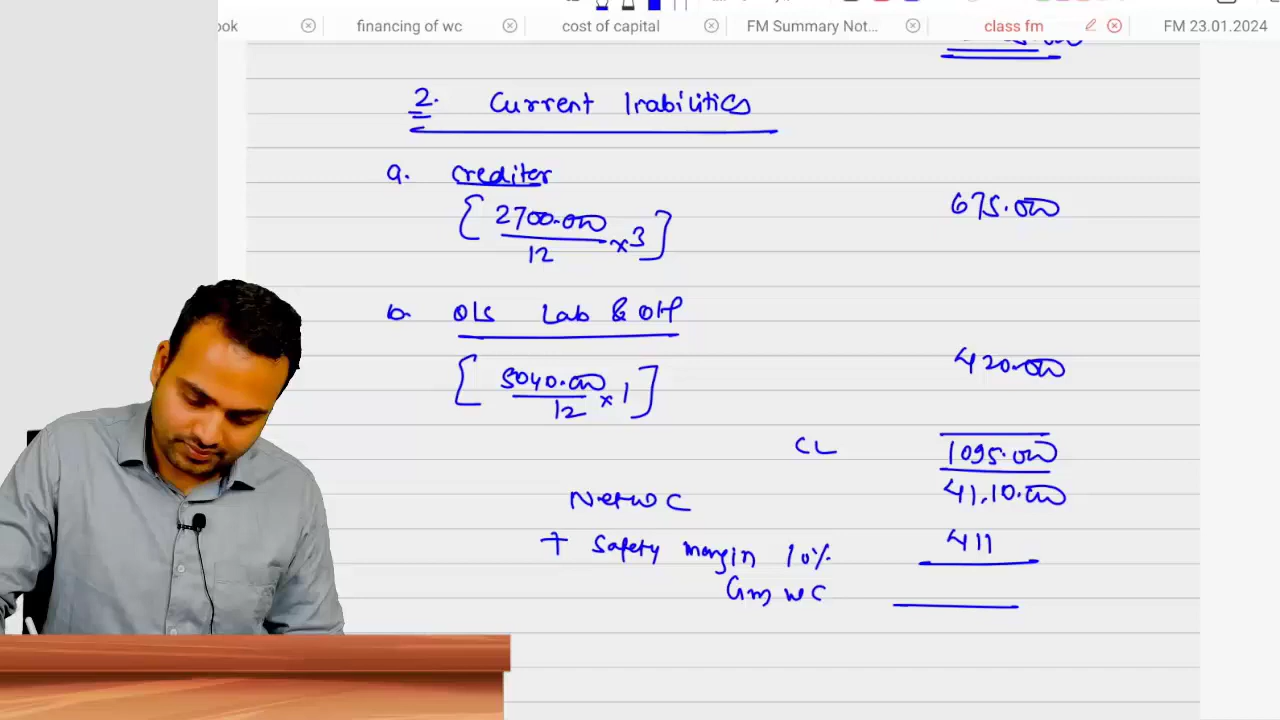 ook financing of wc cost of capital FM Summary Not... class fm FM 23.01.2024
2. Current liabilities
a. Crediter
[2700.000/12 × 3] 675.000
b. O/s Lab & OH
[5040.000/12 × 1] 420.000
CL 1095.000
Net WC 41,10.000
+ Safety margin 10% 411
WC